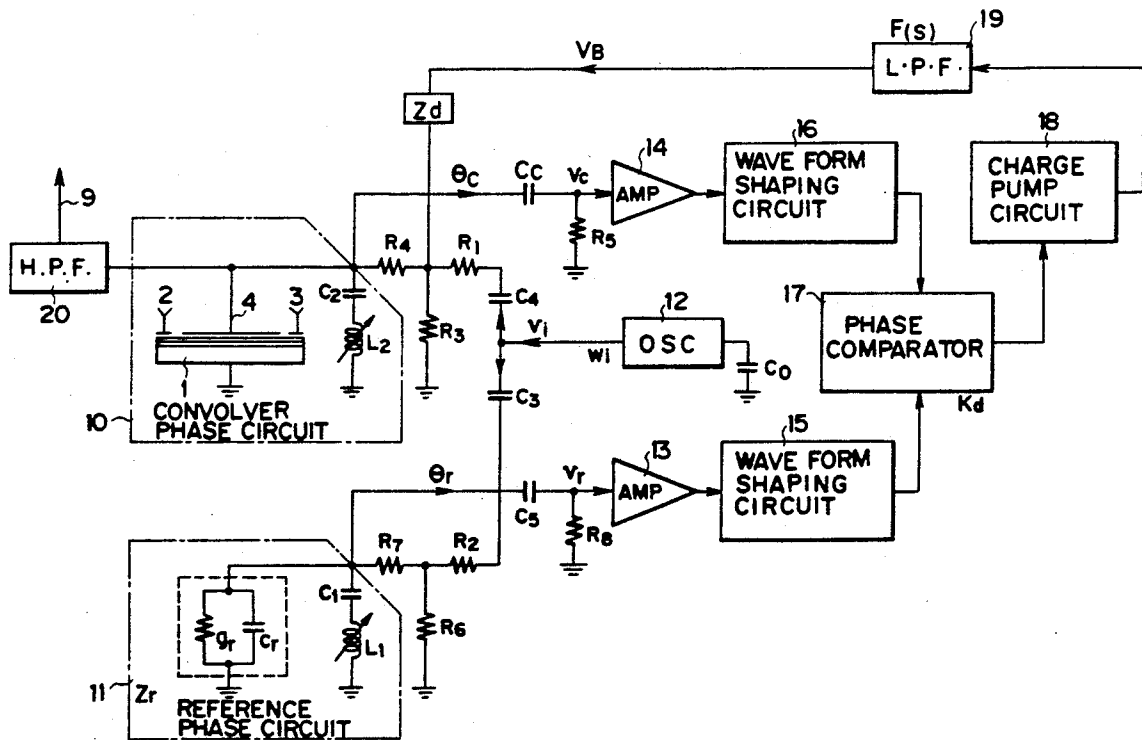 F(S)
19
VB
L·P·F·
Zd
16
18
14
WAVE FORM
SHAPING
CIRCUIT
CHARGE
PUMP
CIRCUIT
θc
Cc
vc
AMP
9
R5
R4
R1
H.P.F.
20
2
3
4
C2
C4
12
17
L2
R3
vi
wi
OSC
C0
PHASE
COMPARATOR
1
C3
Kd
10
CONVOLVER
PHASE CIRCUIT
15
13
θr
vr
AMP
WAVE FORM
SHAPING
CIRCUIT
C5
R8
R7
R2
C1
gr
Cr
L1
R6
11
Zr
REFERENCE
PHASE CIRCUIT